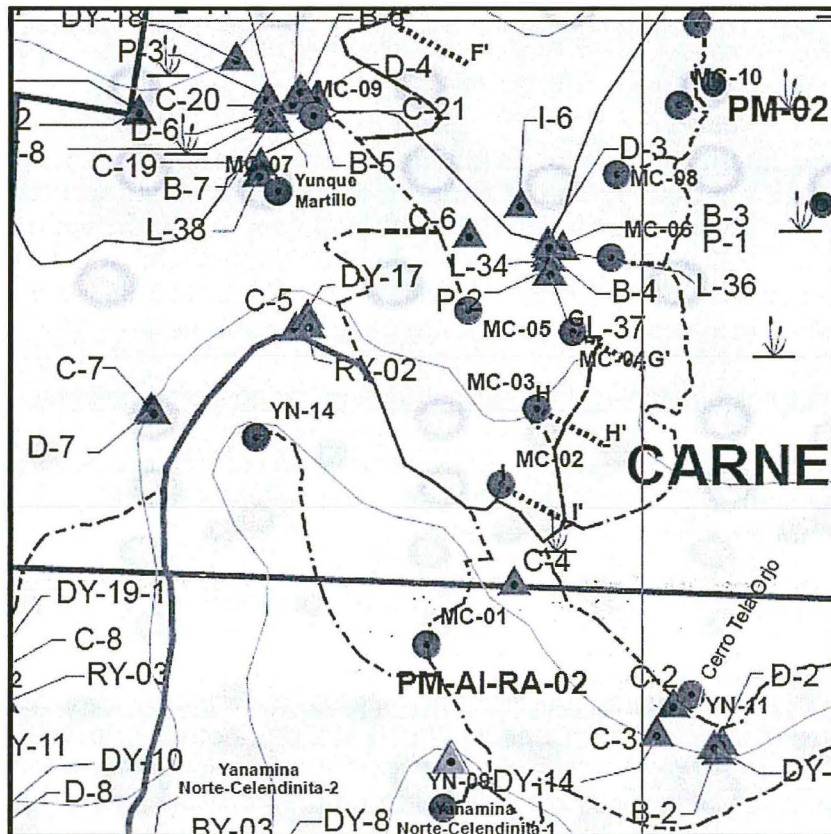 DY-18
B-6
F'
P-3
D-4
MC-09
C-20
C-21
MC-10
PM-02
D-6
I-6
C-19
MC-07
D-3
B-7
B-5
MC-08
Yunque
Martillo
C-6
B-3
L-38
MC-06
P-1
L-34
B-4
L-36
DY-17
P-2
C-5
MC-05
G
L-37
MC-04
G'
C-7
RY-02
MC-03
H
YN-14
H'
D-7
MC-02
CARNE
I
I'
C-4
DY-19-1
MC-01
Cerro Tela Orio
C-8
C-2
D-2
RY-03
PM-AI-RA-02
YN-11
C-3
DY-10
Yanamina
Norte-Celendinita-2
YN-09
DY-14
D-8
B-2
Yanamina
Norte-Celendinita-1
RY-03
DY-8